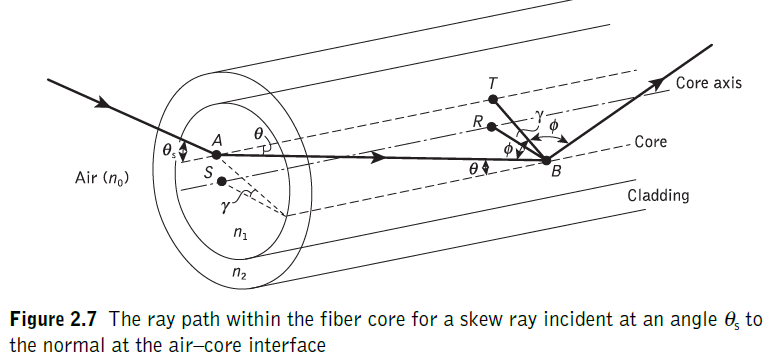 T
Core axis
R
γ
ϕ
A
θ
θs
ϕ
Core
S
θ
B
Air (n0)
γ
Cladding
n1
n2
Figure 2.7 The ray path within the fiber core for a skew ray incident at an angle θs to
the normal at the air–core interface